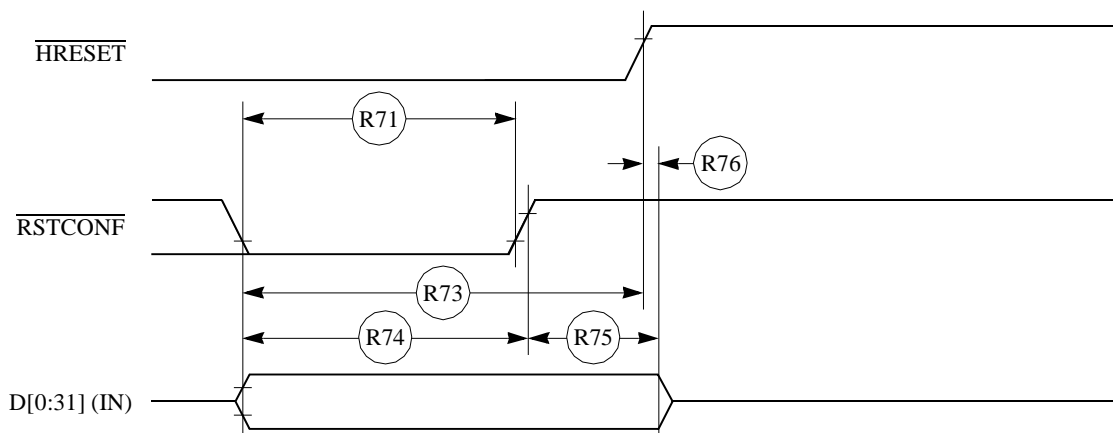 HRESET
R71
R76
RSTCONF
R73
R74
R75
D[0:31] (IN)